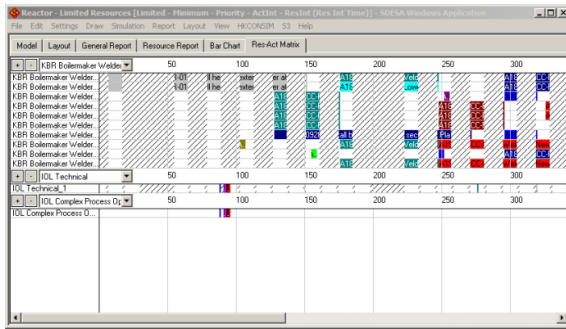 Reactor - Limited Resources [Limited - Minimum - Priority - ActInt - ResInt (Res Int Time)] - SDESA Windows Application
File Edit Settings Draw Simulation Report Layout View HKCONSIM S3 Help
Model Layout General Report Resource Report Bar Chart Res-Act Matrix
+ - KBR Boilermaker Welder 50 100 150 200 250 300
KBR Boilermaker Welder...
KBR Boilermaker Welder...
KBR Boilermaker Welder...
KBR Boilermaker Welder...
KBR Boilermaker Welder...
KBR Boilermaker Welder...
KBR Boilermaker Welder...
KBR Boilermaker Welder...
KBR Boilermaker Welder...
KBR Boilermaker Welder...
+ - IOL Technical 50 100 150 200 250 300
IOL Technical_1
+ - IOL Complex Process Op 50 100 150 200 250 300
IOL Complex Process O...